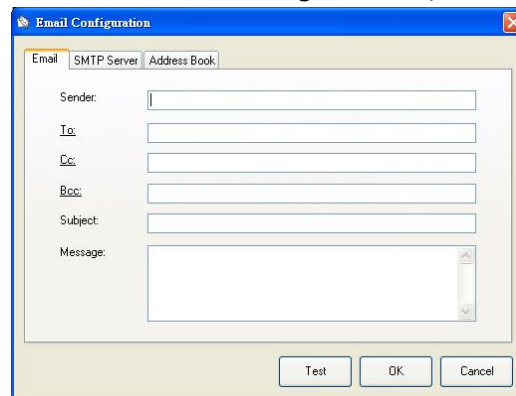 Email Configuration
Email SMTP Server Address Book
Sender:
To:
Cc:
Bcc:
Subject:
Message:
Test OK Cancel